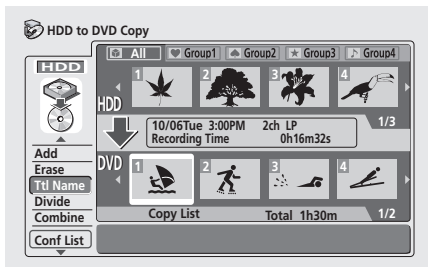 HDD to DVD Copy
All Group1 Group2 Group3 Group4
HDD
1 2 3 4
HDD
10/06Tue 3:00PM 2ch LP
Recording Time 0h16m32s
1/3
Add
Erase
Ttl Name
Divide
Combine
Conf List
DVD
1 2 3 4
Copy List Total 1h30m 1/2